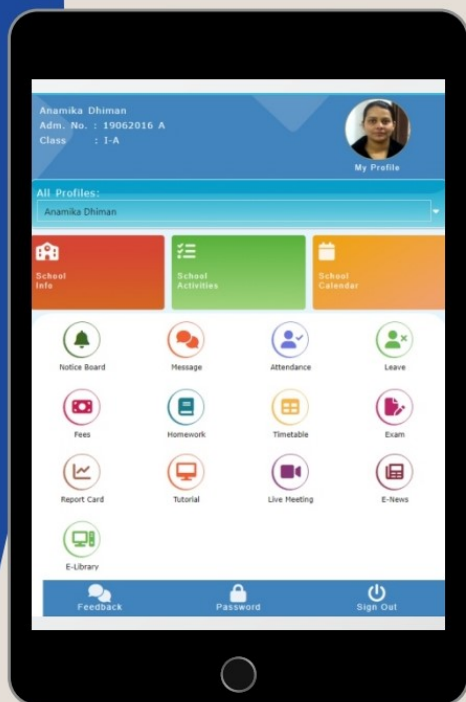 Anamika Dhiman
Adm. No. : 19062016 A
Class : I-A
My Profile
All Profiles:
Anamika Dhiman
School
Info
School
Activities
School
Calendar
Notice Board
Message
Attendance
Leave
Fees
Homework
Timetable
Exam
Report Card
Tutorial
Live Meeting
E-News
E-Library
Feedback
Password
Sign Out